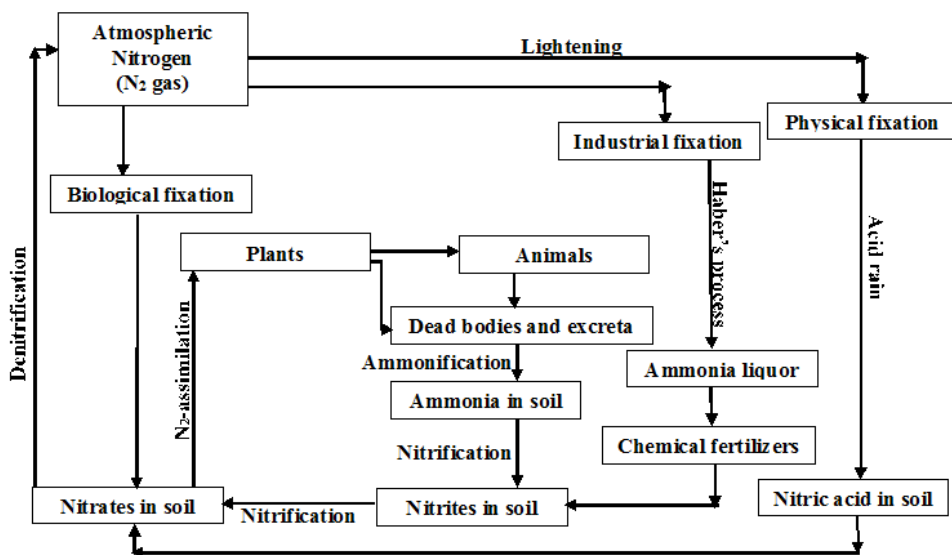 Atmospheric
Nitrogen
(N₂ gas)
Lightening
Physical fixation
Industrial fixation
Biological fixation
Haber's process
Acid rain
Denitrification
Plants
Animals
N₂-assimilation
Dead bodies and excreta
Ammonification
Ammonia liquor
Ammonia in soil
Chemical fertilizers
Nitrification
Nitrates in soil
Nitrification
Nitrites in soil
Nitric acid in soil